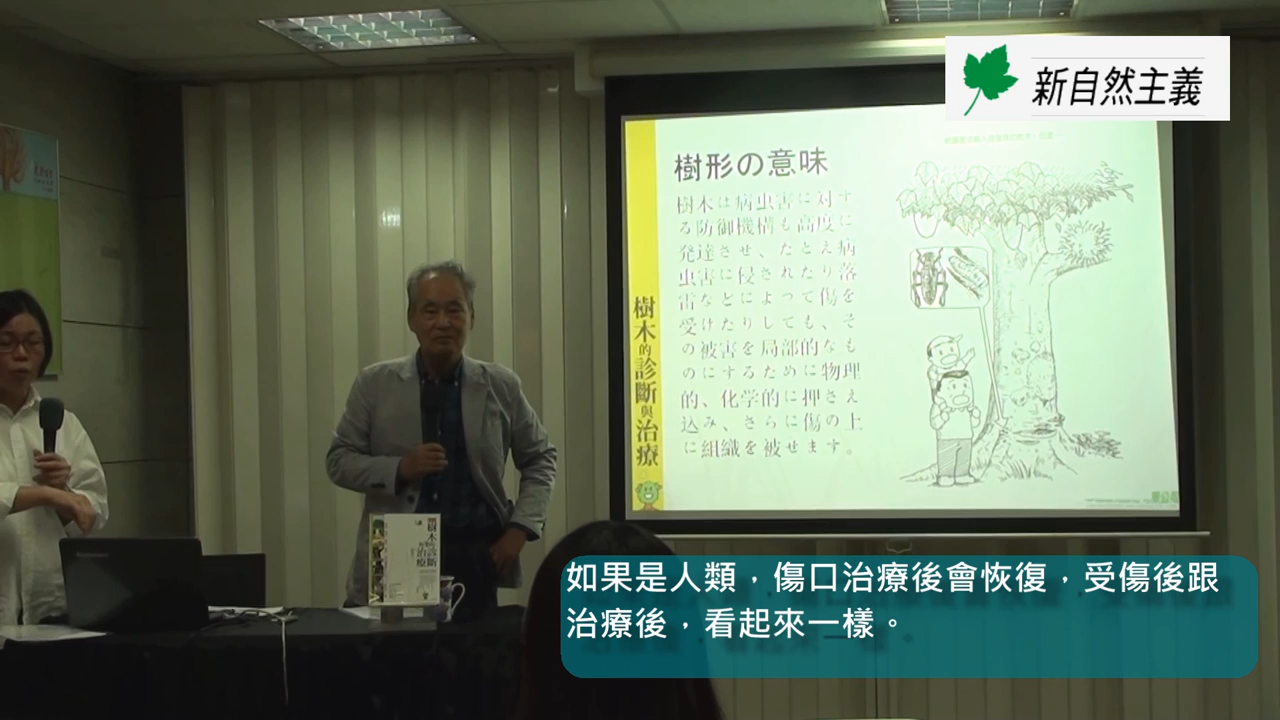 新自然主義
樹形の意味
樹木は病虫害に対す
る防御機構も高度に
発達させ、たとえ病
虫害に侵されたり落
雷などによって傷を
受けたりしても、そ
の被害を局部的なも
のにするために物理
的、化学的に押さえ
込み、さらに傷の上
に組織を被せます。
樹木的診斷與治療
樹木
診斷
治療
如果是人類，傷口治療後會恢復，受傷後跟
治療後，看起來一樣。